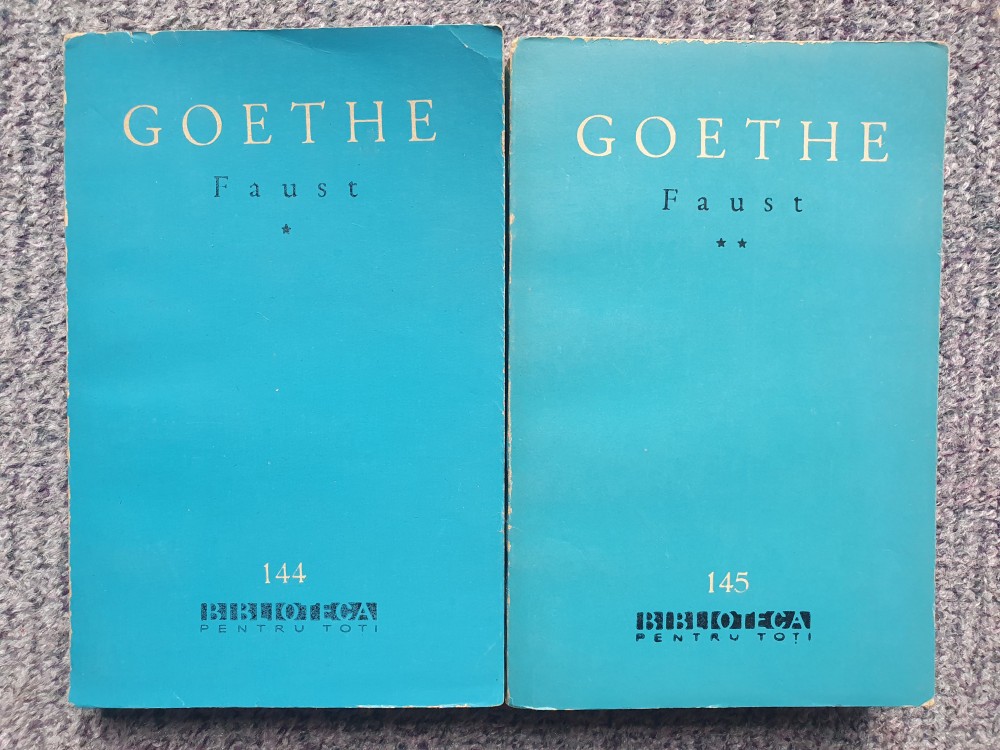 GOETHE
Faust
*
144
BIBLIOTECA
PENTRU TOȚI
GOETHE
Faust
**
145
BIBLIOTECA
PENTRU TOȚI